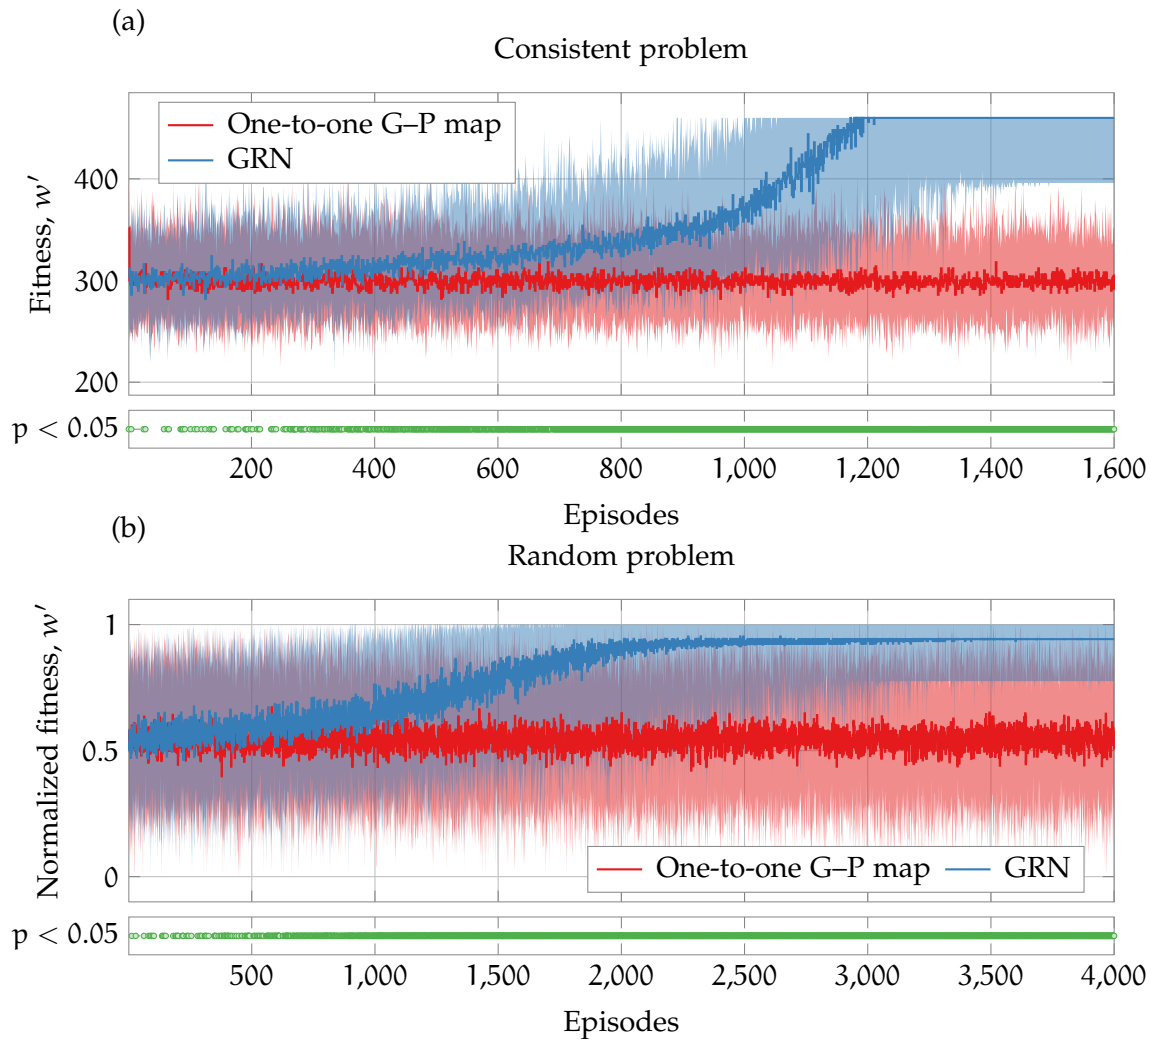 (a)
Consistent problem
One-to-one G–P map
GRN
Fitness, w′
400
300
200
p < 0.05
200 400 600 800 1,000 1,200 1,400 1,600
Episodes
(b)
Random problem
Normalized fitness, w′
1
0.5
0
One-to-one G–P map GRN
p < 0.05
500 1,000 1,500 2,000 2,500 3,000 3,500 4,000
Episodes